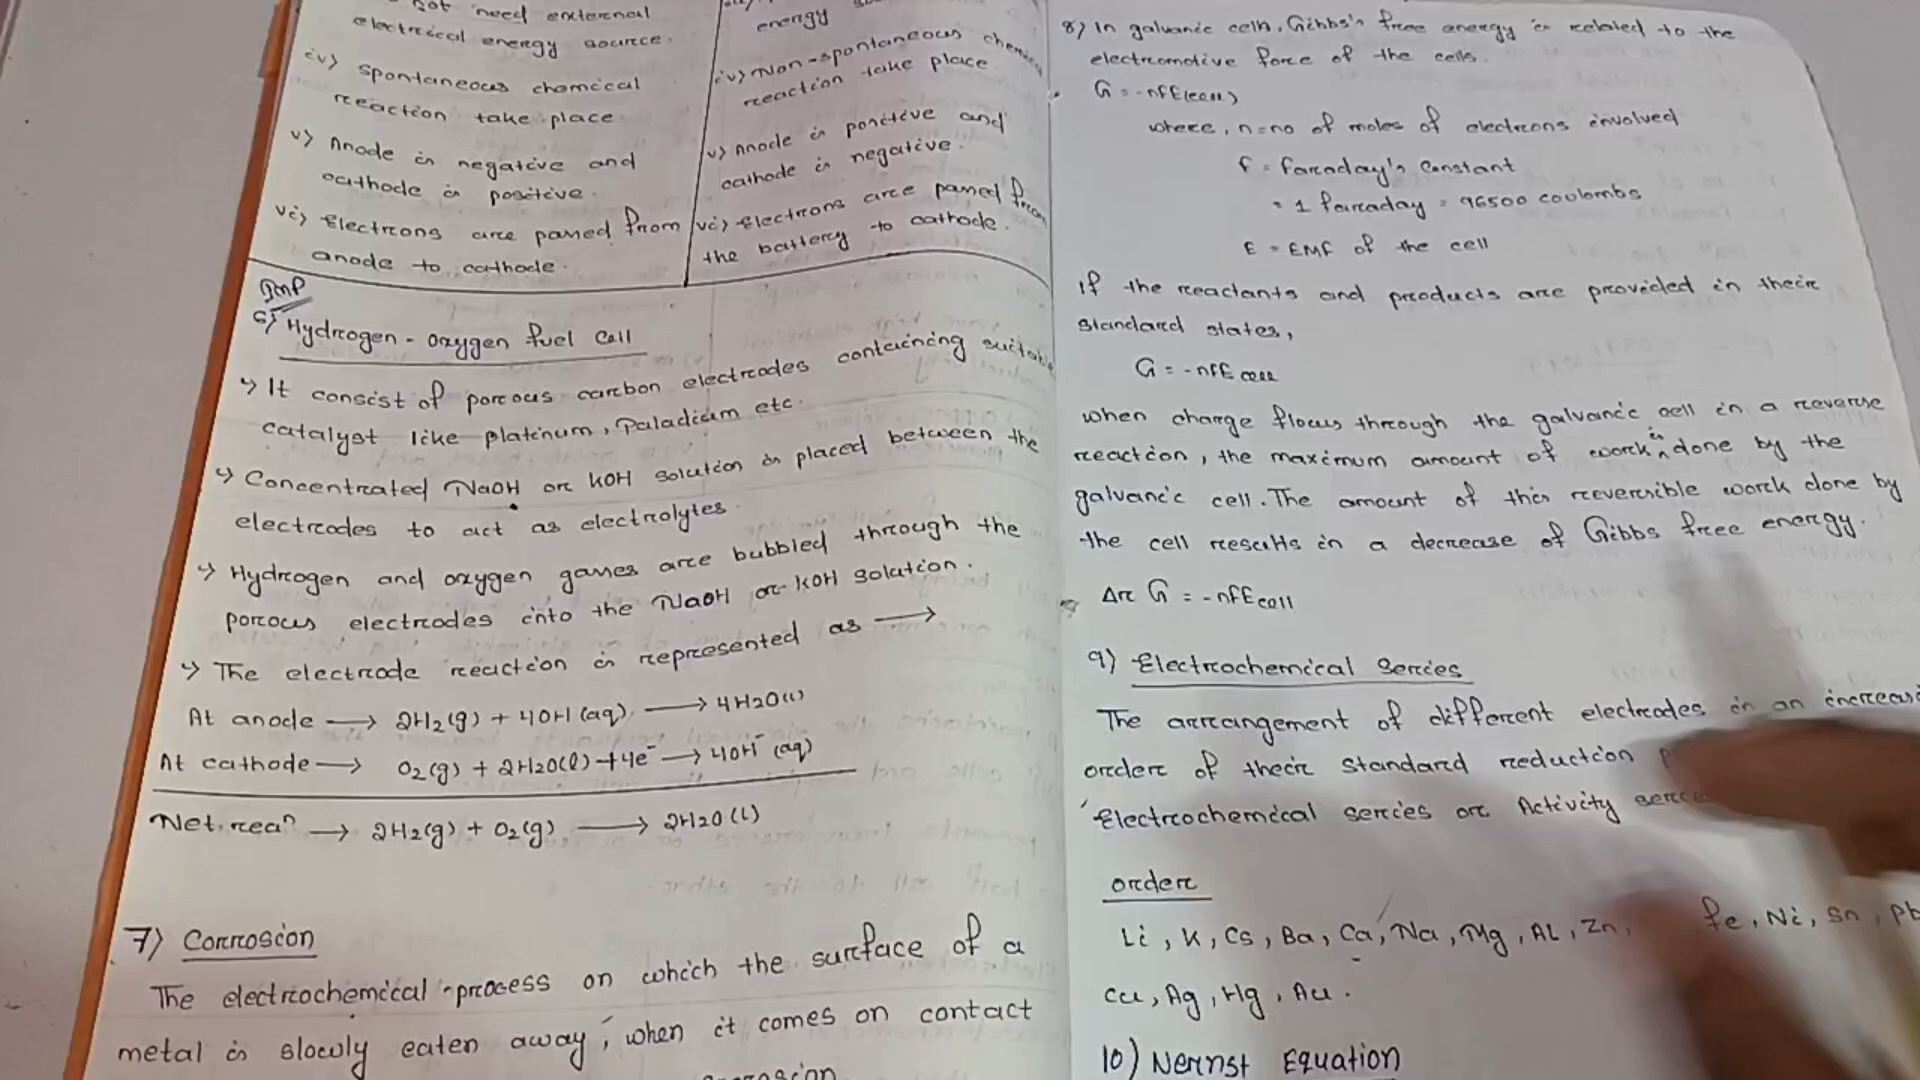 not need external
electrical energy source.
iv) spontaneous chemical
reaction take place
v) Anode is negative and
cathode is positive.
vi) Electrons are passed from
anode to cathode.
energy
iv) Non-spontaneous
reaction take place
v) Anode is positive and
cathode is negative.
vi) Electrons are passed from
the battery to cathode.
Imp
6) Hydrogen - oxygen fuel cell
↳ It consist of porous carbon electrodes containing
catalyst like platinum, Paladium etc.
↳ Concentrated NaOH or KOH solution is placed between the
electrodes to act as electrolytes.
↳ Hydrogen and oxygen gases are bubbled through the
porous electrodes into the NaOH or KOH solution.
↳ The electrode reaction is represented as →
At anode → 2H2(g) + 4OH(aq) → 4H2O(l)
At cathode → O2(g) + 2H2O(l) + 4e⁻ → 4OH⁻(aq)
Net rea^n → 2H2(g) + O2(g) → 2H2O(l)
7) Corrosion
The electrochemical process on which the surface of a
metal is slowly eaten away, when it comes on contact
8) In galvanic cells, Gibbs's free energy is related to the
electromotive force of the cells.
G = -nFE(cell)
where, n = no of moles of electrons involved
F = Faraday's Constant
= 1 Faraday = 96500 coulombs
E = EMF of the cell
If the reactants and products are provided in their
standard states,
G = -nFE cell
When charge flows through the galvanic cell in a reverse
reaction, the maximum amount of work is done by the
galvanic cell. The amount of this reversible work done by
the cell results in a decrease of Gibbs free energy.
Δr G = -nFEcell
9) Electrochemical Series
The arrangement of different electrodes in an
order of their standard reduction
Electrochemical series or Activity
order
Li, K, Cs, Ba, Ca, Na, Mg, Al, Zn, Fe, Ni, Sn, Pb
Cu, Ag, Hg, Au.
10) Nernst Equation